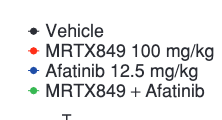 Vehicle
MRTX849 100 mg/kg
Afatinib 12.5 mg/kg
MRTX849 + Afatinib